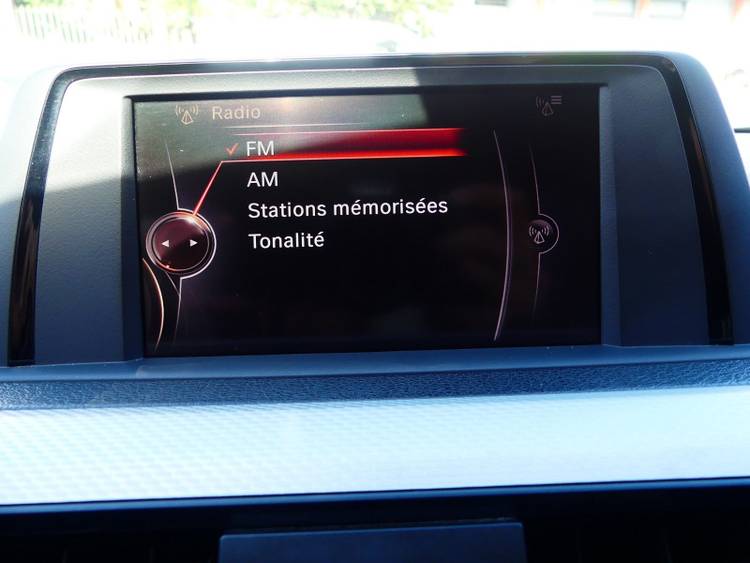 Radio
FM
AM
Stations mémorisées
Tonalité